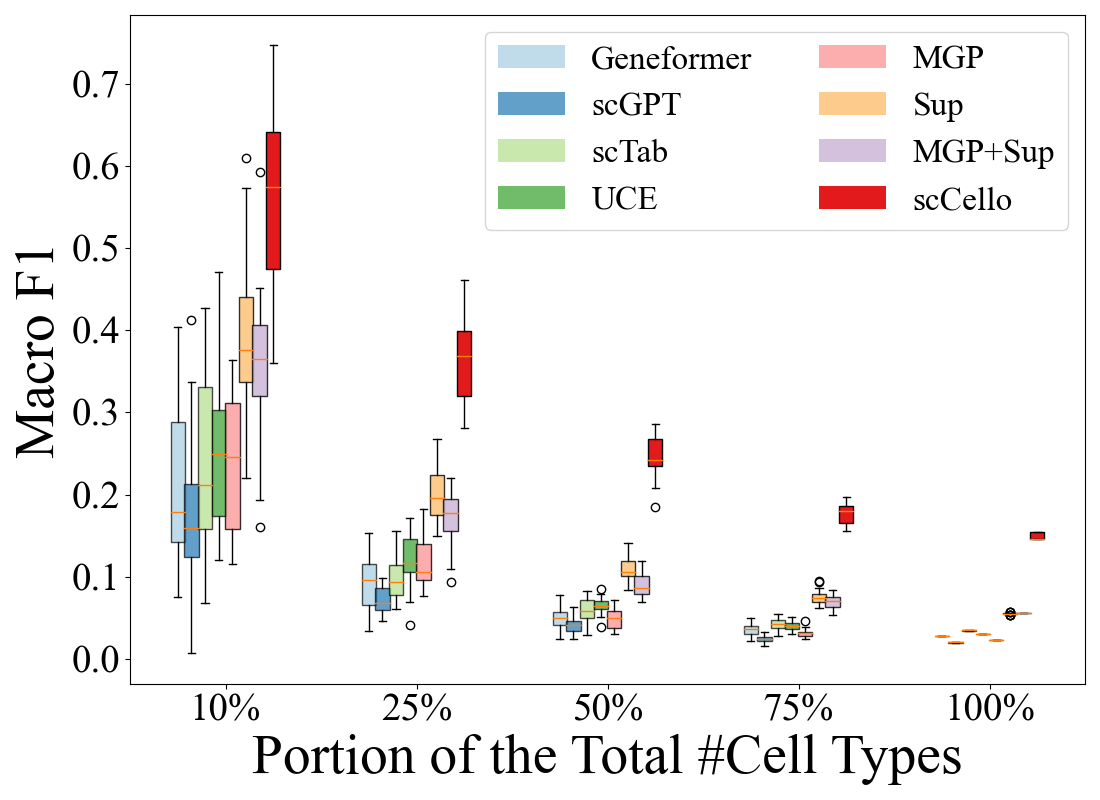 Geneformer
scGPT
scTab
UCE
MGP
Sup
MGP+Sup
scCello
Macro F1
0.7
0.6
0.5
0.4
0.3
0.2
0.1
0.0
10% 25% 50% 75% 100%
Portion of the Total #Cell Types